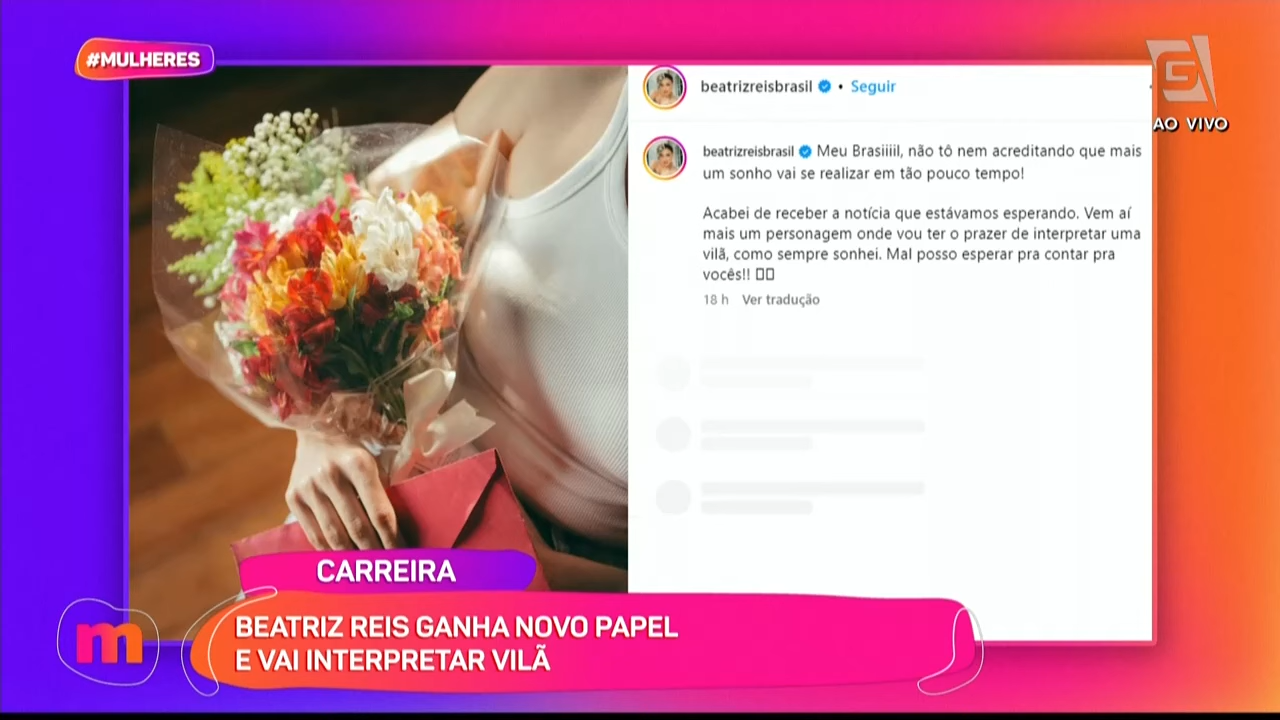 #MULHERES
beatrizreisbrasil • Seguir
AO VIVO
beatrizreisbrasil Meu Brasiiiil, não tô nem acreditando que mais
um sonho vai se realizar em tão pouco tempo!
Acabei de receber a notícia que estávamos esperando. Vem aí
mais um personagem onde vou ter o prazer de interpretar uma
vilã, como sempre sonhei. Mal posso esperar pra contar pra
vocês!!
18 h Ver tradução
CARREIRA
m
BEATRIZ REIS GANHA NOVO PAPEL
E VAI INTERPRETAR VILÃ